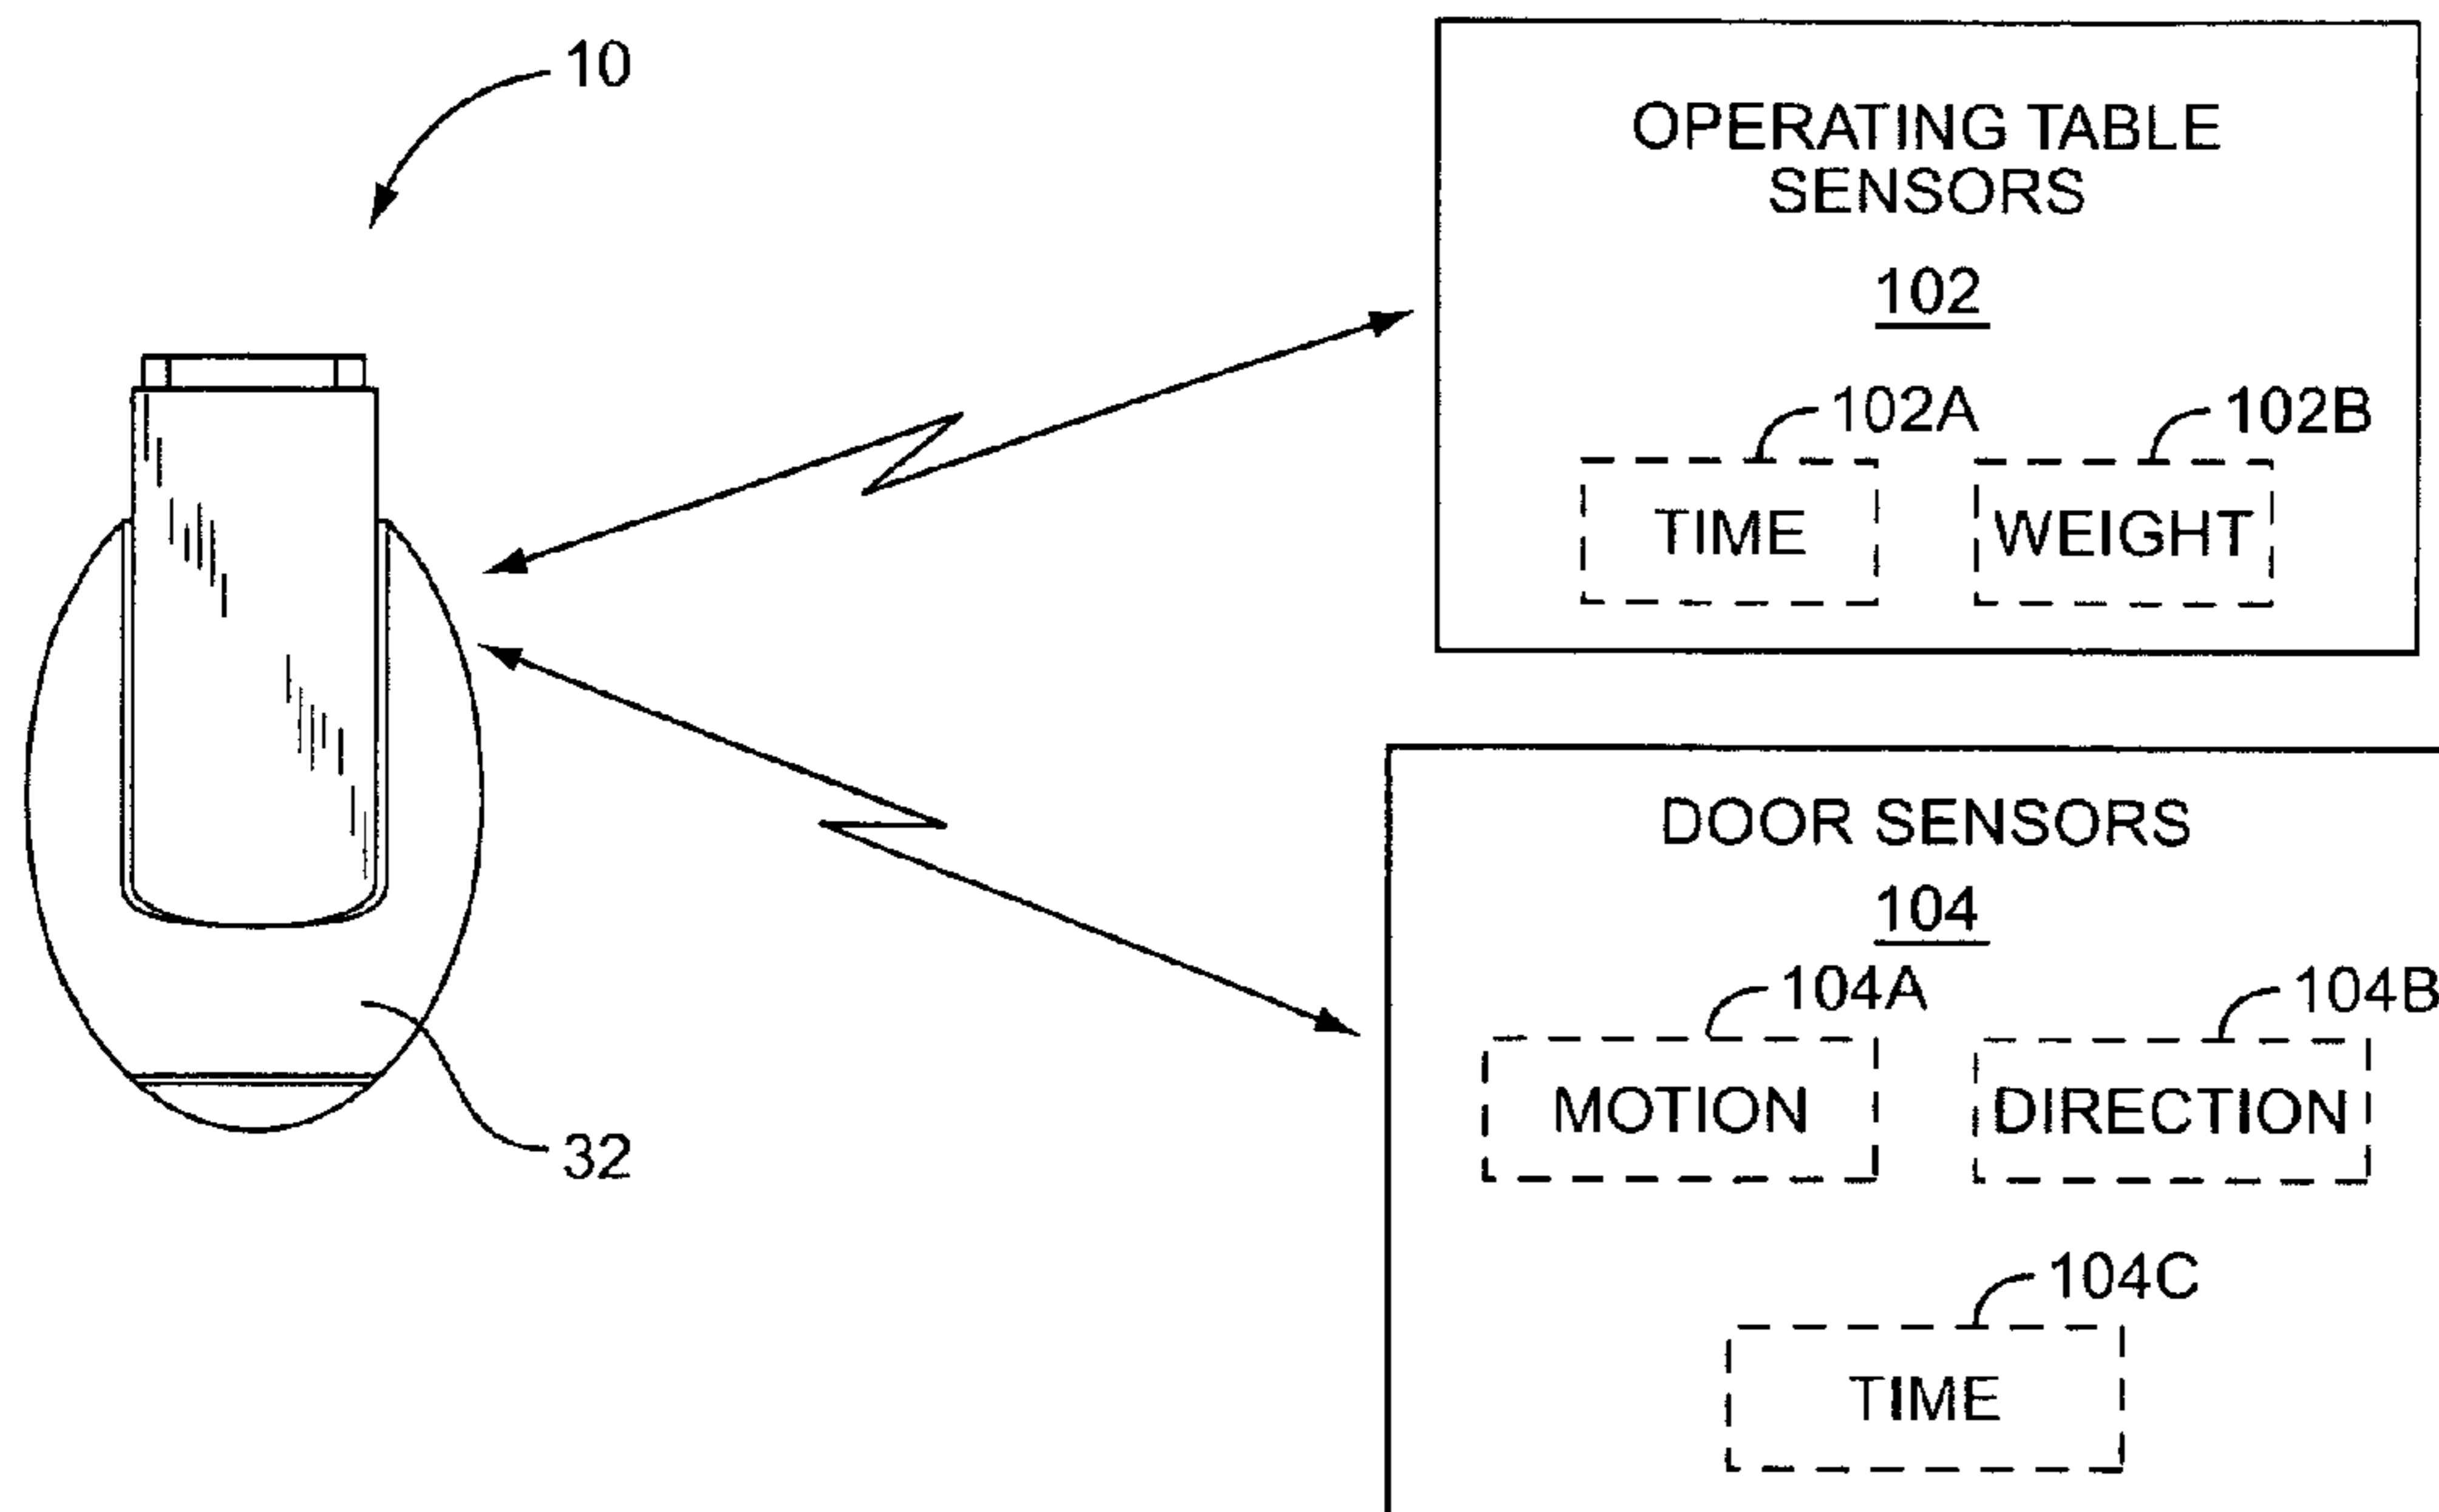 10
OPERATING TABLE
SENSORS
102
102A
102B
TIME
WEIGHT
DOOR SENSORS
104
104A
104B
MOTION
DIRECTION
32
104C
TIME